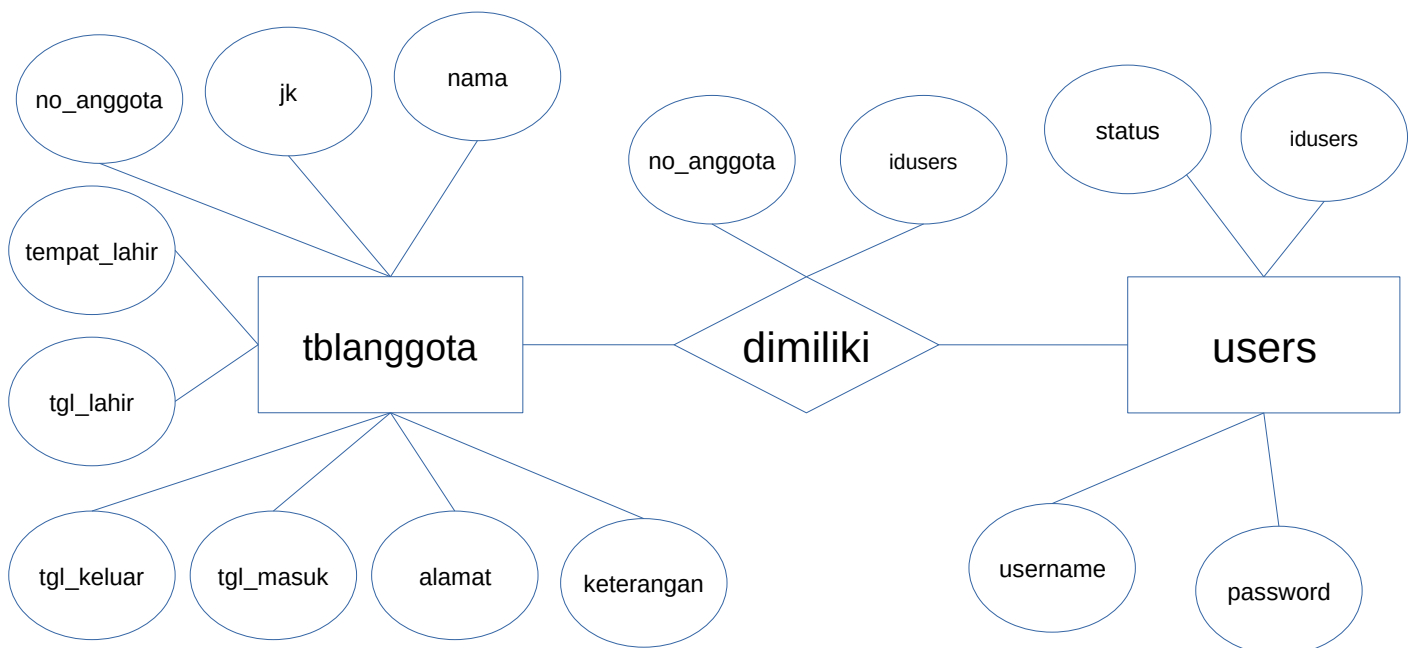 no_anggota
jk
nama
no_anggota
idusers
status
idusers
tempat_lahir
tgl_lahir
tblanggota
dimiliki
users
tgl_keluar
tgl_masuk
alamat
keterangan
username
password